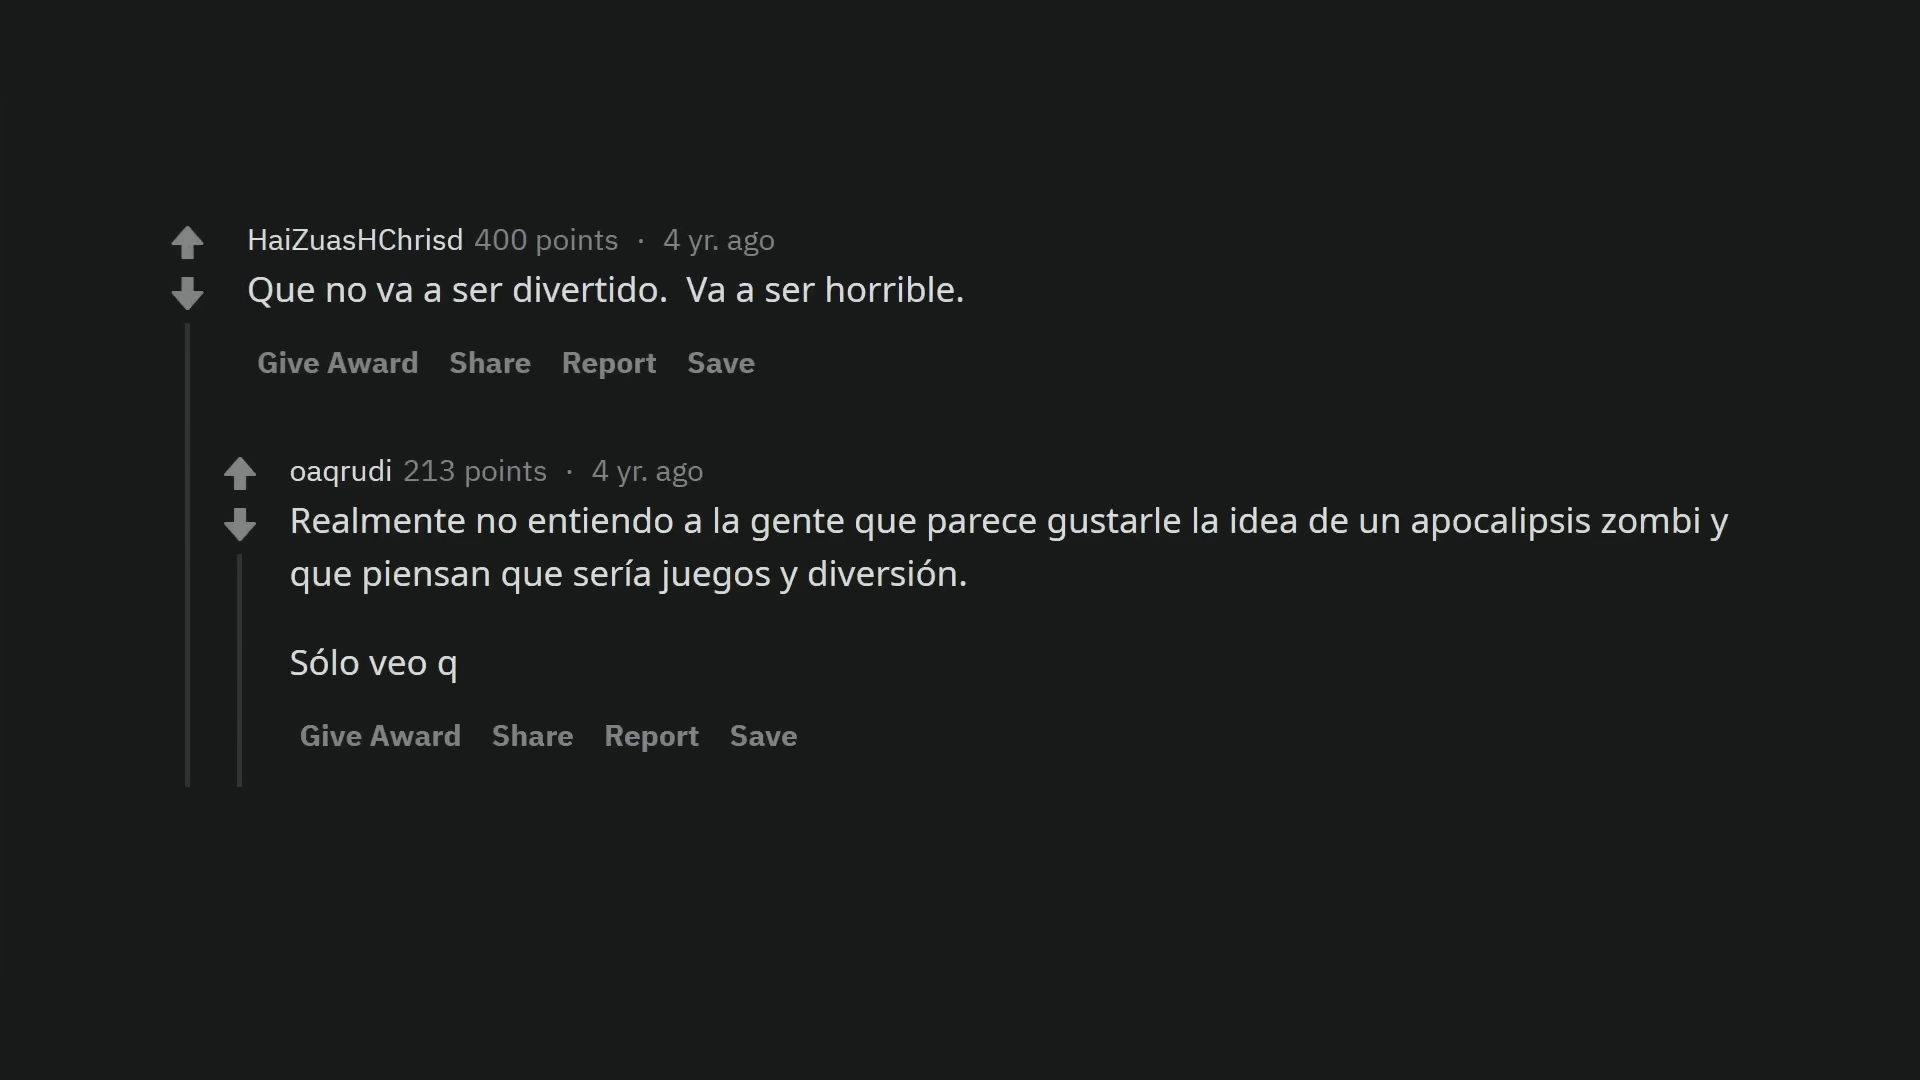 HaiZuasHChrisd 400 points · 4 yr. ago
Que no va a ser divertido.  Va a ser horrible.
Give Award Share Report Save
oaqrudi 213 points · 4 yr. ago
Realmente no entiendo a la gente que parece gustarle la idea de un apocalipsis zombi y
que piensan que sería juegos y diversión.
Sólo veo q
Give Award Share Report Save